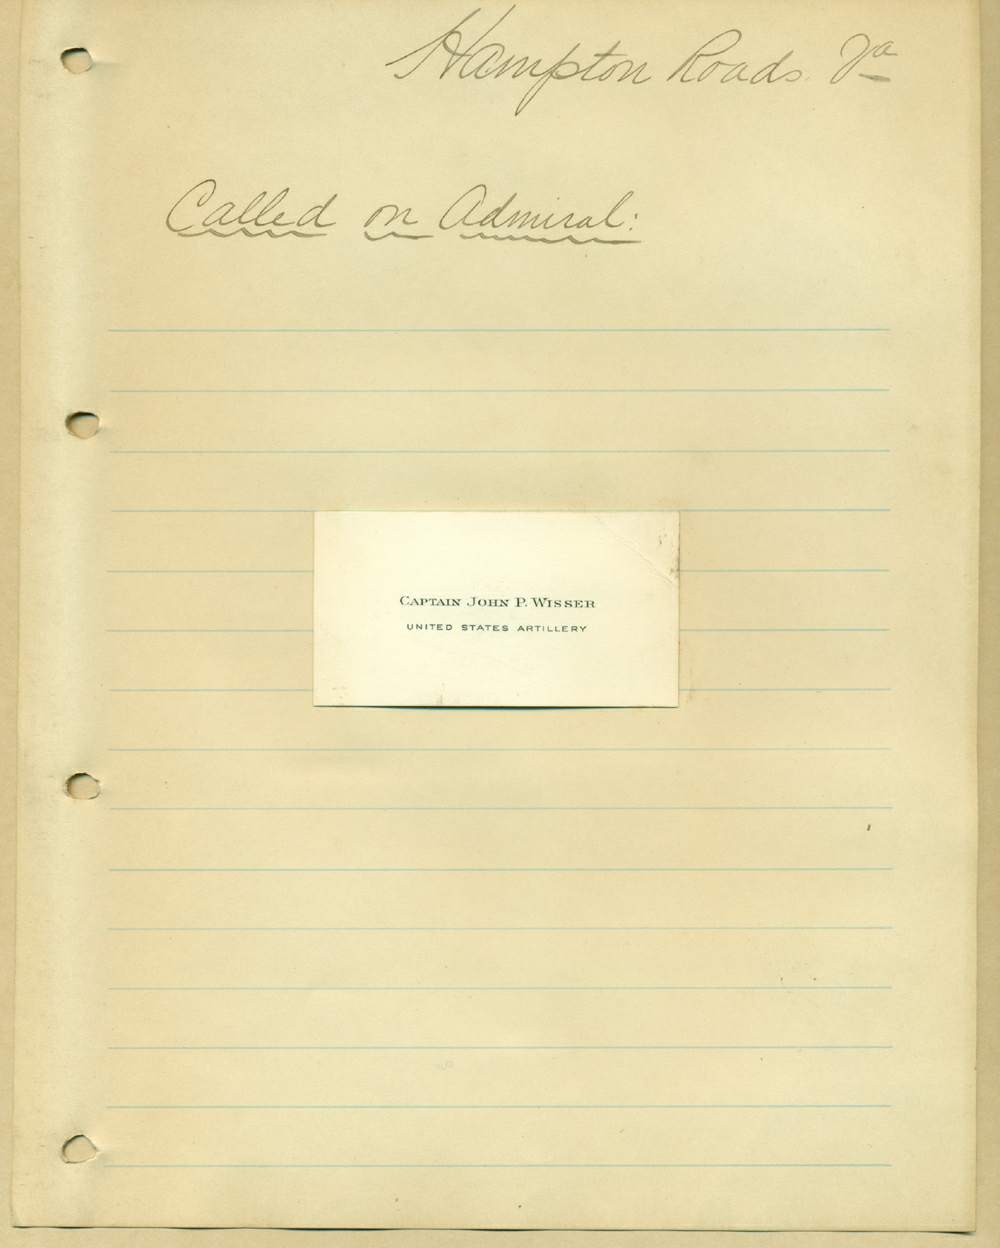 Hampton Roads. Va
Called on Admiral:
CAPTAIN JOHN P. WISSER
UNITED STATES ARTILLERY